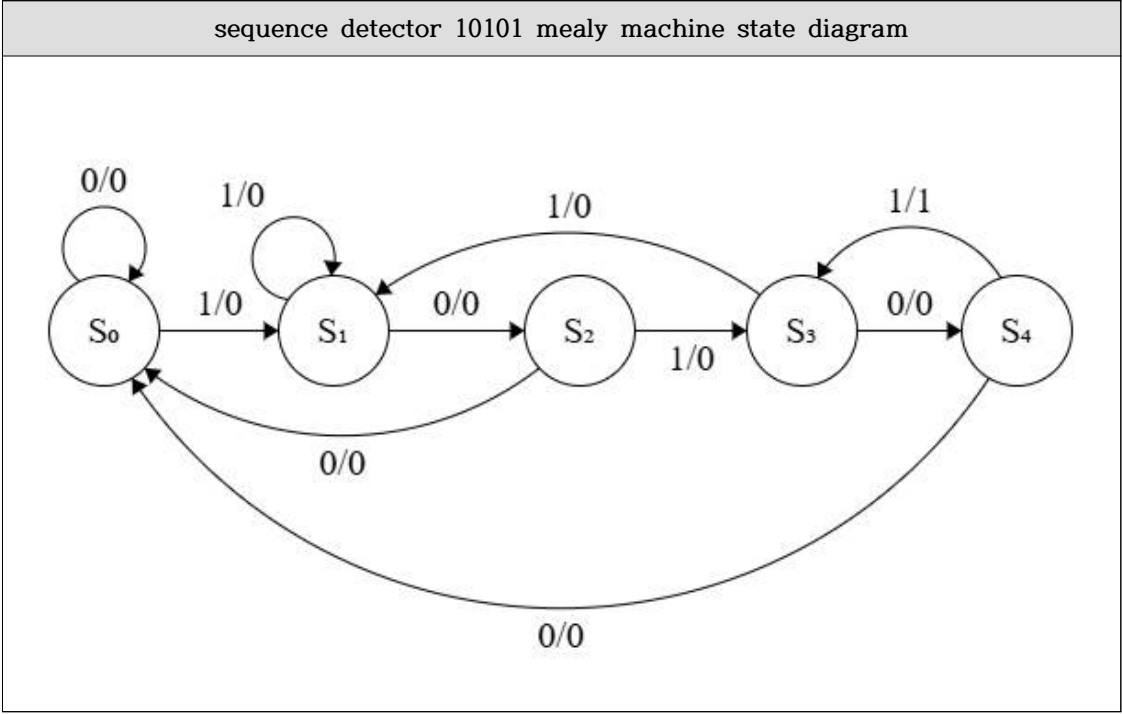 sequence detector 10101 mealy machine state diagram
0/0
1/0
1/0
1/1
S₀
1/0
S₁
0/0
S₂
1/0
S₃
0/0
S₄
0/0
0/0